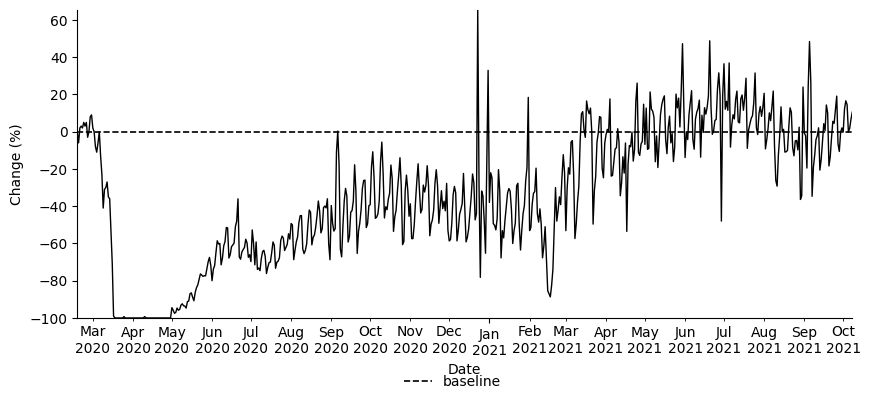 Change (%)
60
40
20
0
−20
−40
−60
−80
−100
Mar Apr May Jun Jul Aug Sep Oct Nov Dec Jan Feb Mar Apr May Jun Jul Aug Sep Oct
2020 2020 2020 2020 2020 2020 2020 2020 2020 2020 2021 2021 2021 2021 2021 2021 2021 2021 2021 2021
Date
baseline